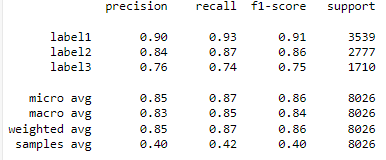 precision recall f1-score support
label1 0.90 0.93 0.91 3539
label2 0.84 0.87 0.86 2777
label3 0.76 0.74 0.75 1710
micro avg 0.85 0.87 0.86 8026
macro avg 0.83 0.85 0.84 8026
weighted avg 0.85 0.87 0.86 8026
samples avg 0.40 0.42 0.40 8026